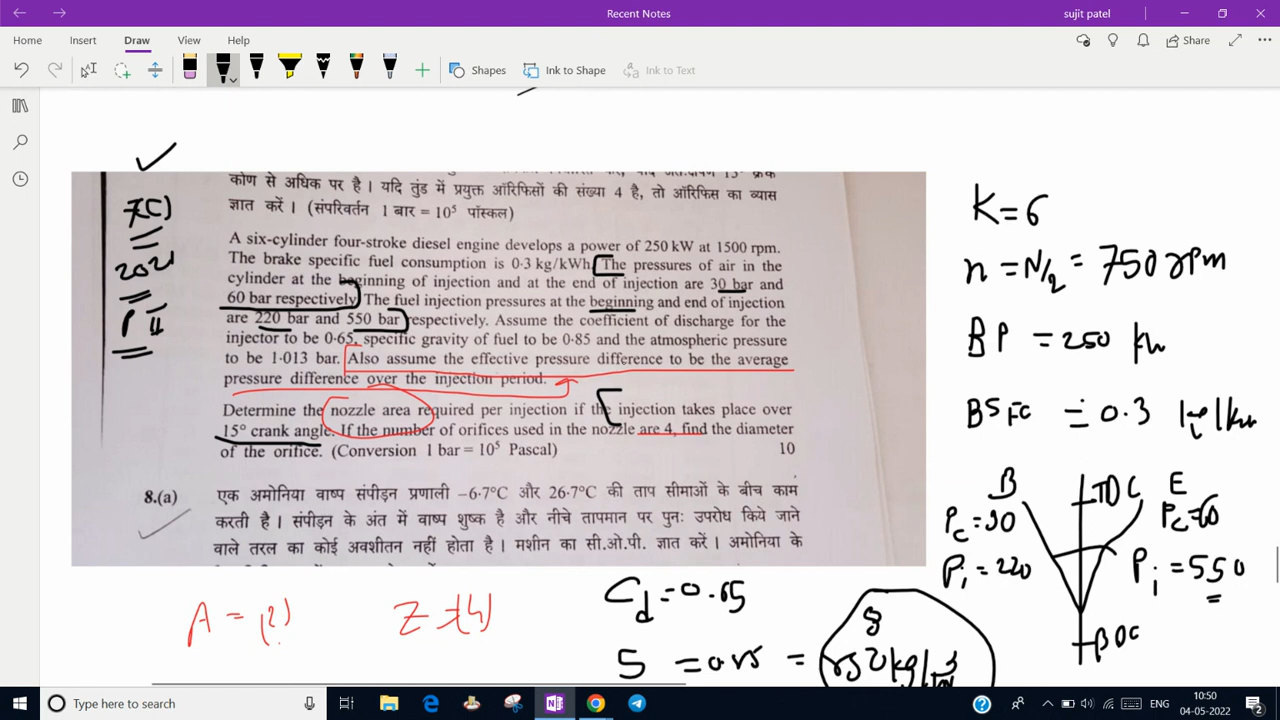 Recent Notes
sujit patel
Home Insert Draw View Help
Share
Shapes
Ink to Shape
Ink to Text
कोण से अधिक पर है। यदि तुंड में प्रयुक्त ऑरिफिसों की संख्या 4 है, तो ऑरिफिस का व्यास
ज्ञात करें। (संपरिवर्तन 1 बार = 10⁵ पॉस्कल)
7(C)
2021
P II
A six-cylinder four-stroke diesel engine develops a power of 250 kW at 1500 rpm.
The brake specific fuel consumption is 0·3 kg/kWh. The pressures of air in the
cylinder at the beginning of injection and at the end of injection are 30 bar and
60 bar respectively. The fuel injection pressures at the beginning and end of injection
are 220 bar and 550 bar respectively. Assume the coefficient of discharge for the
injector to be 0·65, specific gravity of fuel to be 0·85 and the atmospheric pressure
to be 1·013 bar. Also assume the effective pressure difference to be the average
pressure difference over the injection period.
Determine the nozzle area required per injection if the injection takes place over
15° crank angle. If the number of orifices used in the nozzle are 4, find the diameter
of the orifice. (Conversion 1 bar = 10⁵ Pascal) 10
8.(a) एक अमोनिया वाष्प संपीड़न प्रणाली −6·7°C और 26·7°C की ताप सीमाओं के बीच काम
करती है। संपीड़न के अंत में वाष्प शुष्क है और नीचे तापमान पर पुनः उपरोध किये जाने
वाले तरल का कोई अवशीतन नहीं होता है। मशीन का सी.ओ.पी. ज्ञात करें। अमोनिया के
K = 6
n = N/2 = 750 rpm
BP = 250 kw
BSFC = 0.3
B TDC E
Pc = 30 Pc = 60
Pi = 220 Pi = 550
BDC
A = (?) Z = (4)
Cd = 0.65
S
Type here to search
ENG
10:50
04-05-2022
2